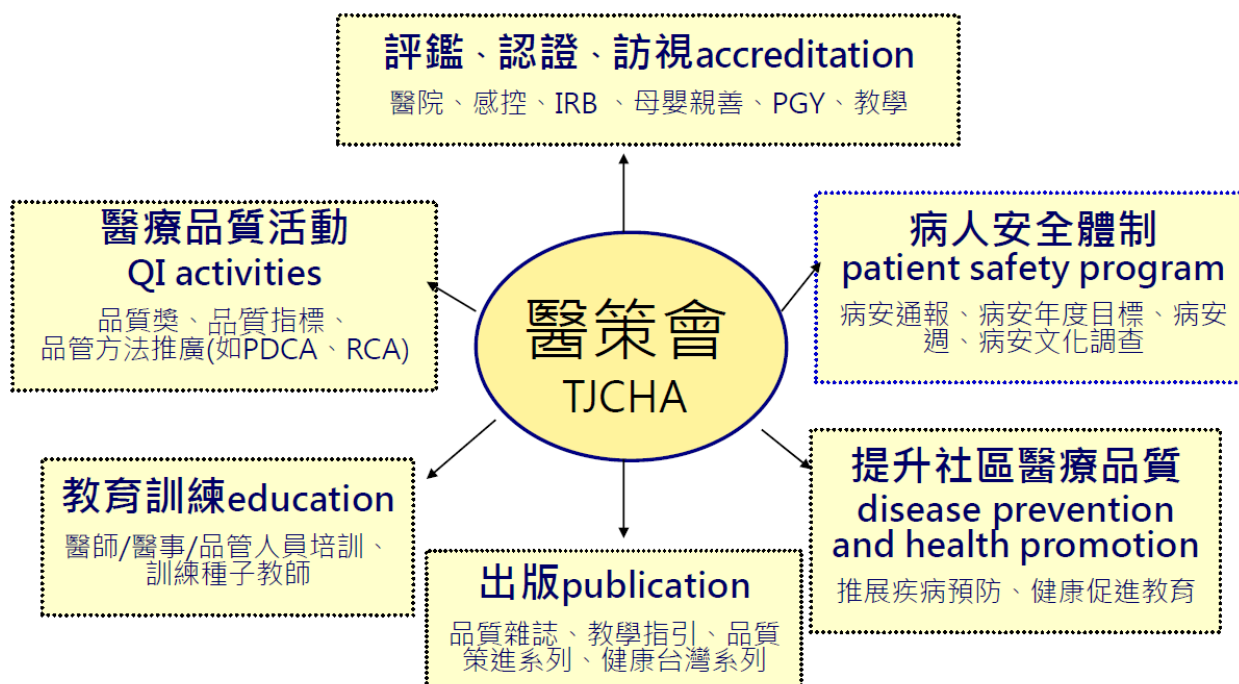 評鑑、認證、訪視accreditation
醫院、感控、IRB 、母嬰親善、PGY、教學
醫療品質活動
QI activities
品質獎、品質指標、
品管方法推廣(如PDCA、RCA)
病人安全體制
patient safety program
病安通報、病安年度目標、病安
週、病安文化調查
醫策會
TJCHA
教育訓練education
醫師/醫事/品管人員培訓、
訓練種子教師
出版publication
品質雜誌、教學指引、品質
策進系列、健康台灣系列
提升社區醫療品質
disease prevention
and health promotion
推展疾病預防、健康促進教育